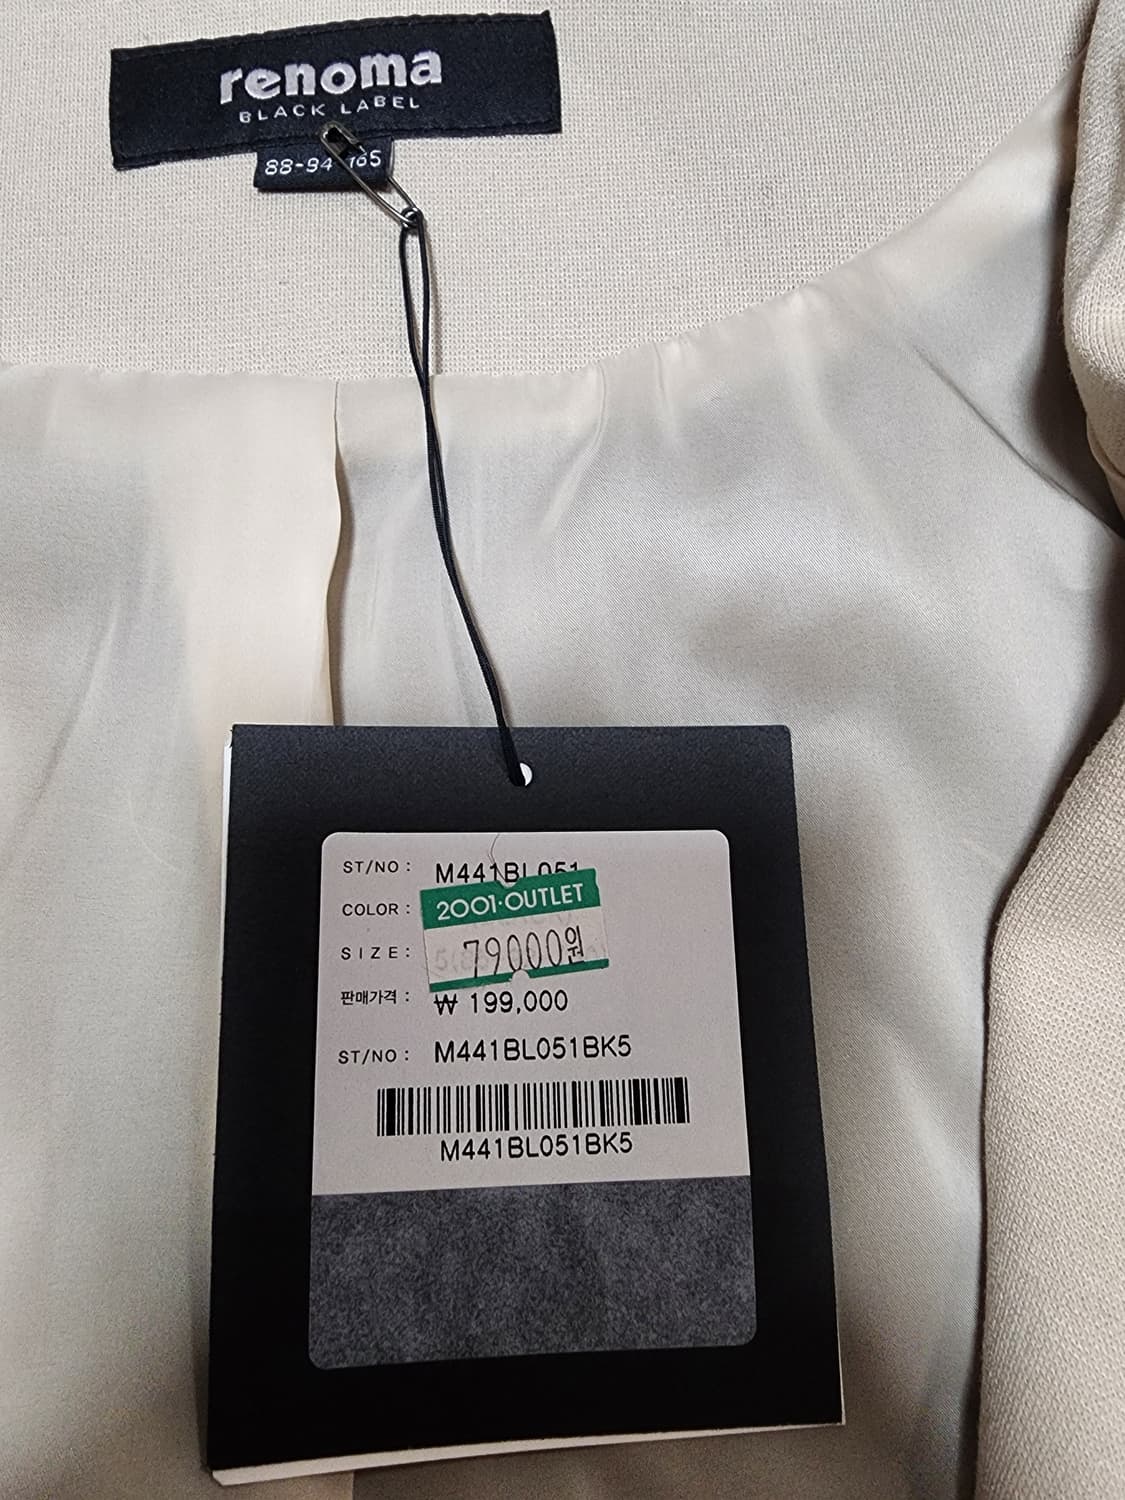 renoma
BLACK LABEL
88-94 165
ST/NO : M441BL051
COLOR :
2001·OUTLET
SIZE :
79000원
판매가격 : ₩ 199,000
ST/NO : M441BL051BK5
M441BL051BK5